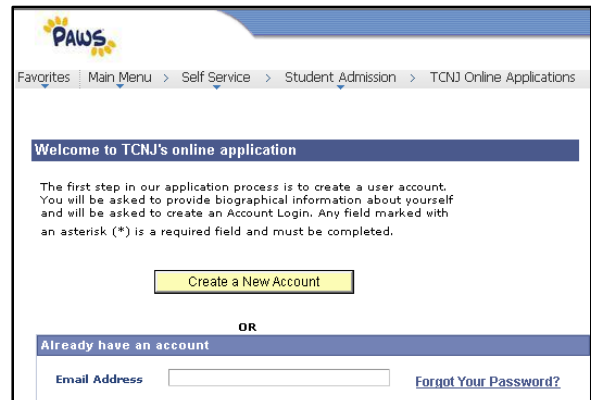 PAWS
Favorites Main Menu > Self Service > Student Admission > TCNJ Online Applications
Welcome to TCNJ's online application
The first step in our application process is to create a user account.
You will be asked to provide biographical information about yourself
and will be asked to create an Account Login. Any field marked with
an asterisk (*) is a required field and must be completed.
Create a New Account
OR
Already have an account
Email Address Forgot Your Password?